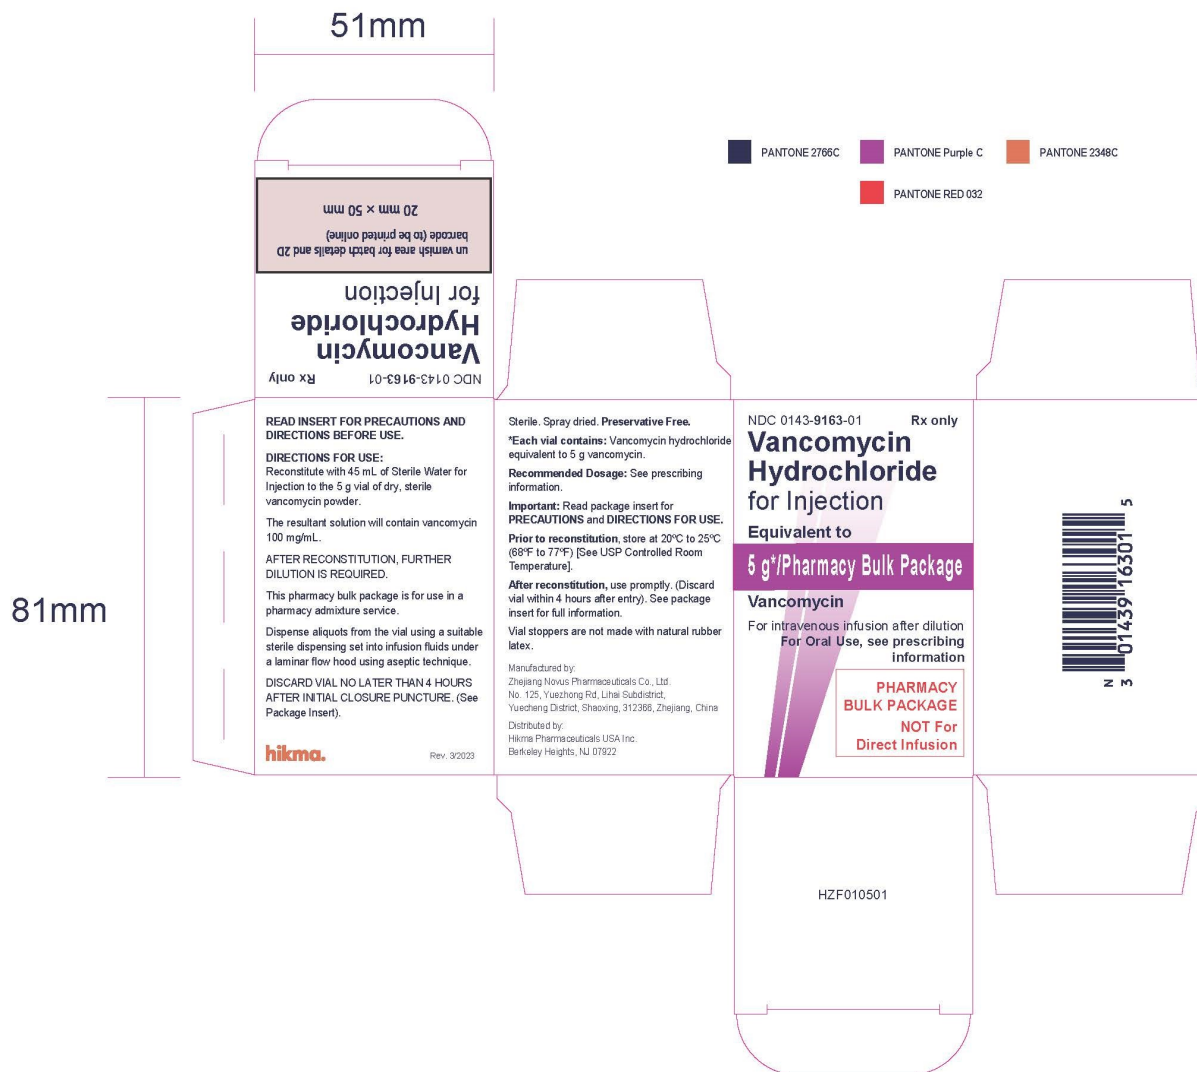 51mm
PANTONE 2766C
PANTONE Purple C
PANTONE 2348C
PANTONE RED 032
un varnish area for batch details and 2D
barcode (to be printed online)
20 mm × 50 mm
NDC 0143-9163-01 Rx only
Vancomycin
Hydrochloride
for Injection
81mm
READ INSERT FOR PRECAUTIONS AND
DIRECTIONS BEFORE USE.
DIRECTIONS FOR USE:
Reconstitute with 45 mL of Sterile Water for
Injection to the 5 g vial of dry, sterile
vancomycin powder.
The resultant solution will contain vancomycin
100 mg/mL.
AFTER RECONSTITUTION, FURTHER
DILUTION IS REQUIRED.
This pharmacy bulk package is for use in a
pharmacy admixture service.
Dispense aliquots from the vial using a suitable
sterile dispensing set into infusion fluids under
a laminar flow hood using aseptic technique.
DISCARD VIAL NO LATER THAN 4 HOURS
AFTER INITIAL CLOSURE PUNCTURE. (See
Package Insert).
hikma.
Rev. 3/2023
Sterile. Spray dried. Preservative Free.
*Each vial contains: Vancomycin hydrochloride
equivalent to 5 g vancomycin.
Recommended Dosage: See prescribing
information.
Important: Read package insert for
PRECAUTIONS and DIRECTIONS FOR USE.
Prior to reconstitution, store at 20ºC to 25ºC
(68ºF to 77ºF) [See USP Controlled Room
Temperature].
After reconstitution, use promptly. (Discard
vial within 4 hours after entry). See package
insert for full information.
Vial stoppers are not made with natural rubber
latex.
Manufactured by:
Zhejiang Novus Pharmaceuticals Co., Ltd.
No. 125, Yuezhong Rd, Lihai Subdistrict,
Yuecheng District, Shaoxing, 312366, Zhejiang, China
Distributed by:
Hikma Pharmaceuticals USA Inc.
Berkeley Heights, NJ 07922
NDC 0143-9163-01 Rx only
Vancomycin
Hydrochloride
for Injection
Equivalent to
5 g*/Pharmacy Bulk Package
Vancomycin
For intravenous infusion after dilution
For Oral Use, see prescribing
information
PHARMACY
BULK PACKAGE
NOT For
Direct Infusion
N
3 01439 16301 5
HZF010501